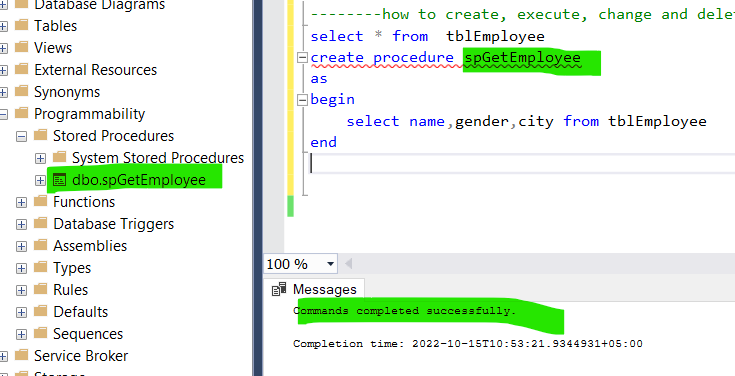 Database Diagrams
Tables
Views
External Resources
Synonyms
Programmability
Stored Procedures
System Stored Procedures
dbo.spGetEmployee
Functions
Database Triggers
Assemblies
Types
Rules
Defaults
Sequences
Service Broker
Storage
--------how to create, execute, change and delet
select * from  tblEmployee
create procedure spGetEmployee
as
begin
select name,gender,city from tblEmployee
end
100 %
Messages
Commands completed successfully.
Completion time: 2022-10-15T10:53:21.9344931+05:00